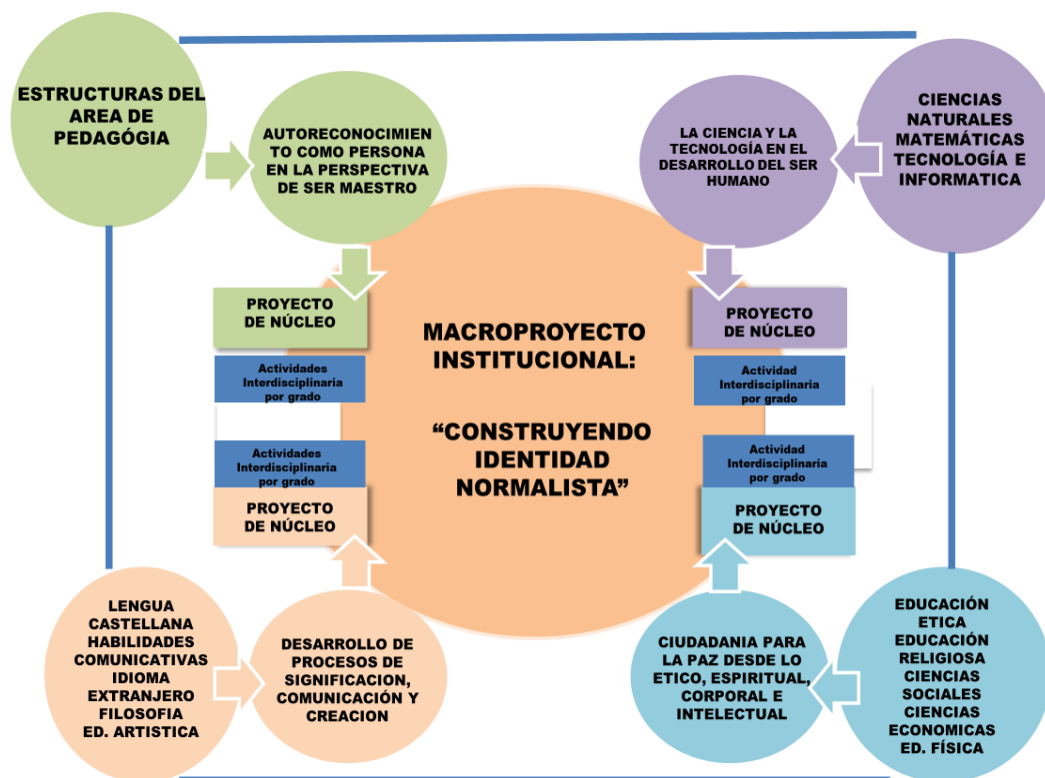 ESTRUCTURAS DEL
AREA DE
PEDAGÓGIA
AUTORECONOCIMIEN
TO COMO PERSONA
EN LA PERSPECTIVA
DE SER MAESTRO
LA CIENCIA Y LA
TECNOLOGÍA EN EL
DESARROLLO DEL SER
HUMANO
CIENCIAS
NATURALES
MATEMÁTICAS
TECNOLOGÍA E
INFORMATICA
PROYECTO
DE NÚCLEO
Actividades
Interdisciplinaria
por grado
MACROPROYECTO
INSTITUCIONAL:
“CONSTRUYENDO
IDENTIDAD
NORMALISTA”
PROYECTO
DE NÚCLEO
Actividad
Interdisciplinaria
por grado
Actividades
Interdisciplinaria
por grado
PROYECTO
DE NÚCLEO
Actividad
Interdisciplinaria
por grado
PROYECTO
DE NÚCLEO
LENGUA
CASTELLANA
HABILIDADES
COMUNICATIVAS
IDIOMA
EXTRANJERO
FILOSOFIA
ED. ARTISTICA
DESARROLLO DE
PROCESOS DE
SIGNIFICACION,
COMUNICACIÓN Y
CREACION
CIUDADANIA PARA
LA PAZ DESDE LO
ETICO, ESPIRITUAL,
CORPORAL E
INTELECTUAL
EDUCACIÓN
ETICA
EDUCACIÓN
RELIGIOSA
CIENCIAS
SOCIALES
CIENCIAS
ECONOMICAS
ED. FÍSICA